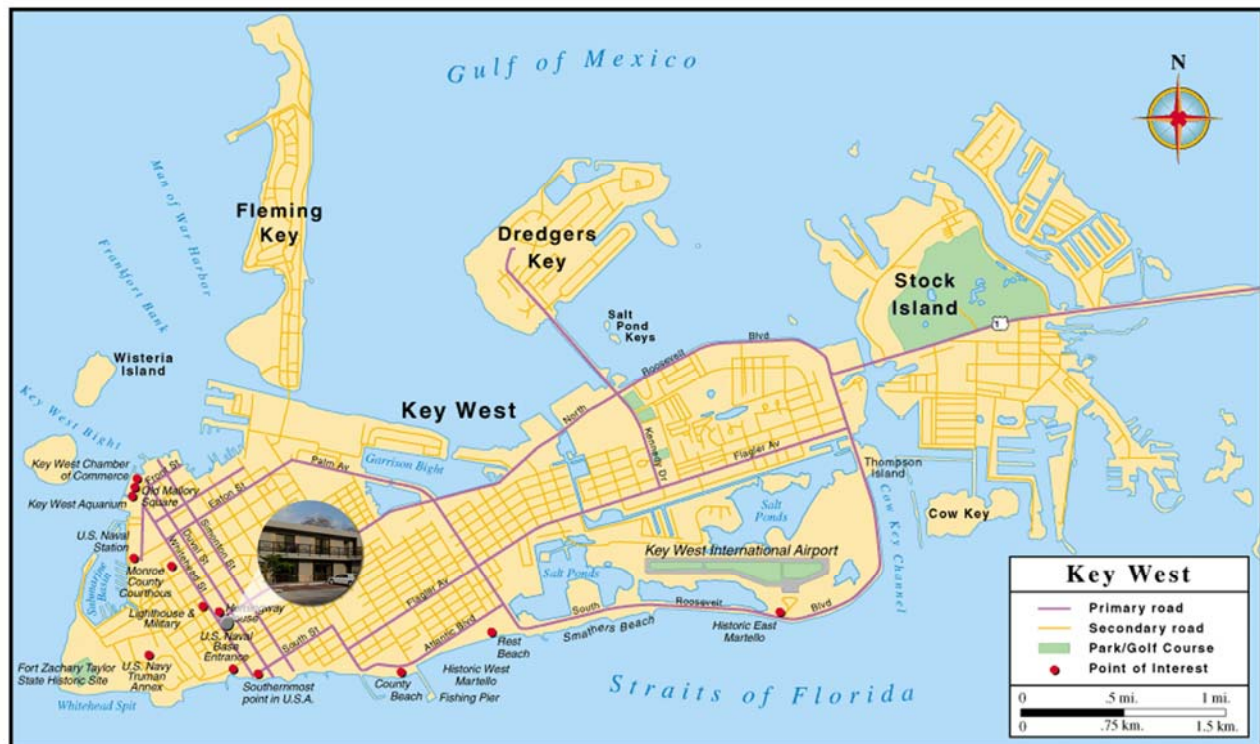 Gulf of Mexico
N
Man of War Harbor
Frankfort Bank
Fleming
Key
Dredgers
Key
Stock
Island
1
Salt
Pond
Keys
Wisteria
Island
Key West Bight
Key West
North
Roosevelt
Blvd
Kennedy Dr
Flagler Av
Garrison Bight
Palm Av
Key West Chamber
of Commerce
Front St
Old Mallory
Square
Key West Aquarium
Eaton St
Simonton St
Duval St
Whitehead St
U.S. Naval
Station
Monroe
County
Courthous
Submarine
Basin
Lighthouse &
Military
Hemingway
House
U.S. Naval
Base
Entrance
South St
Flagler Av
Atlantic Blvd
Fort Zachary Taylor
State Historic Site
U.S. Navy
Truman
Annex
Whitehead Spit
Southernmost
point in U.S.A.
County
Beach
Fishing Pier
Historic West
Martello
Rest
Beach
Salt Ponds
Salt
Ponds
Key West International Airport
South
Roosevelt
Blvd
Smathers Beach
Historic East
Martello
Thompson
Island
Cow Key Channel
Cow Key
Straits of Florida
Key West
Primary road
Secondary road
Park/Golf Course
Point of Interest
0 .5 mi. 1 mi.
0 .75 km. 1.5 km.